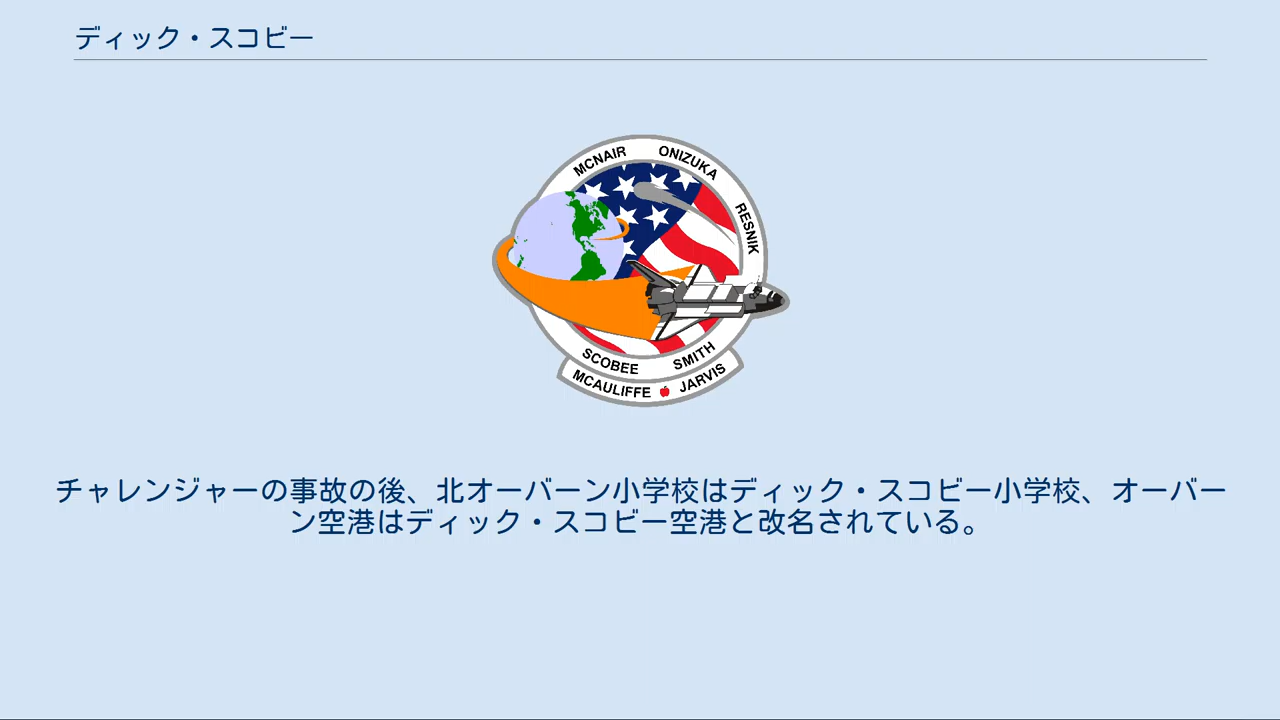 ディック・スコビー
MCNAIR ONIZUKA
RESNIK
SCOBEE SMITH
MCAULIFFE JARVIS
チャレンジャーの事故の後、北オーバーン小学校はディック・スコビー小学校、オーバー
ン空港はディック・スコビー空港と改名されている。